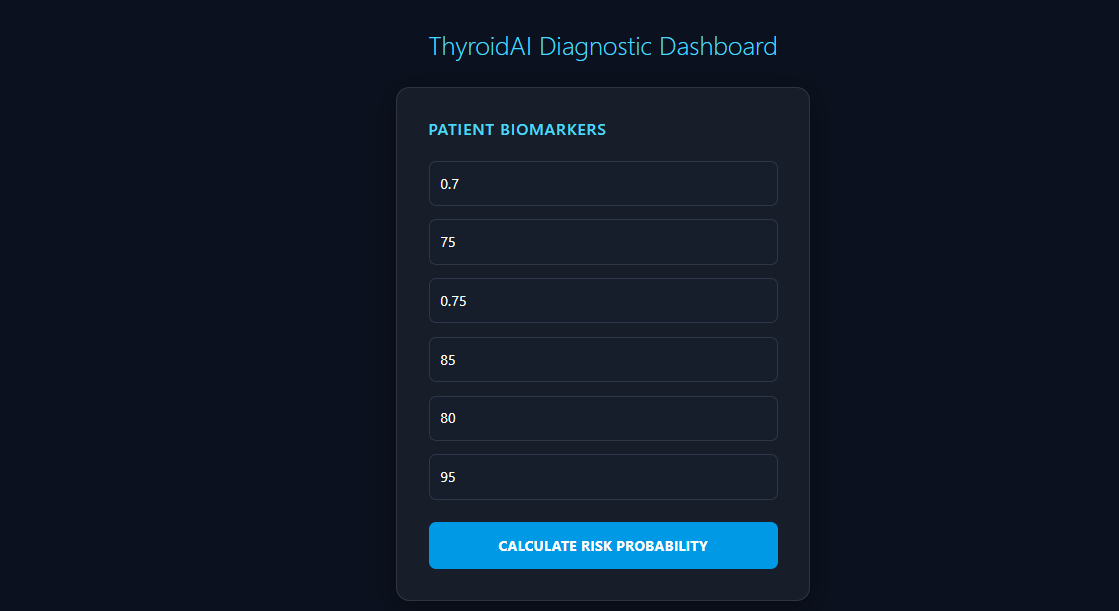 ThyroidAI Diagnostic Dashboard
PATIENT BIOMARKERS
0.7
75
0.75
85
80
95
CALCULATE RISK PROBABILITY